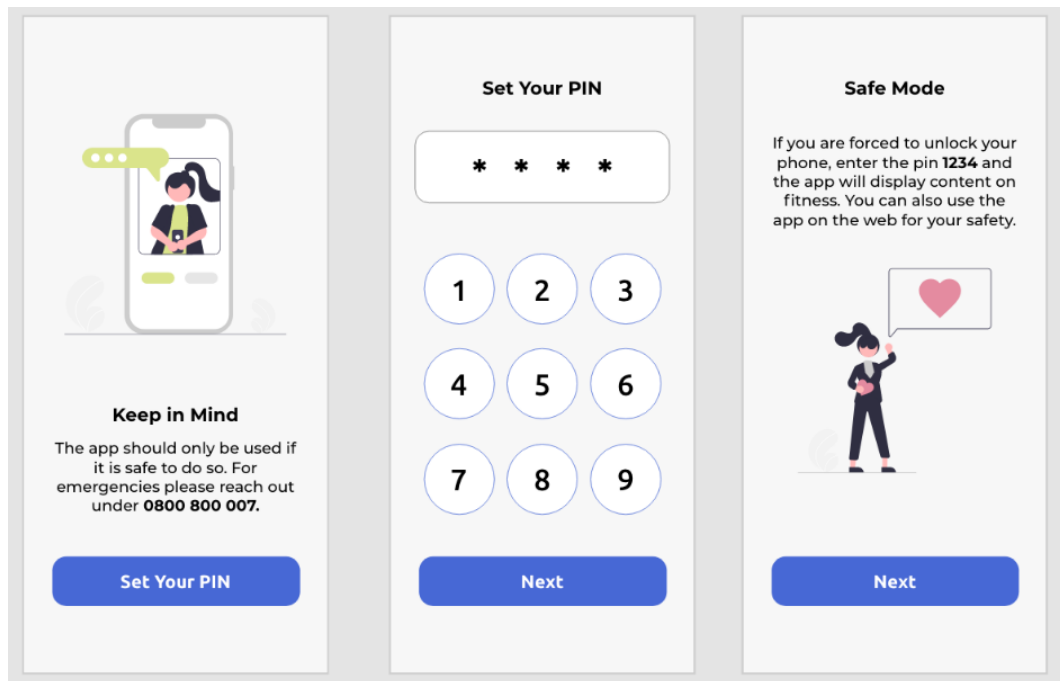 Keep in Mind
The app should only be used if
it is safe to do so. For
emergencies please reach out
under 0800 800 007.
Set Your PIN
Set Your PIN
* * * *
1 2 3
4 5 6
7 8 9
Next
Safe Mode
If you are forced to unlock your
phone, enter the pin 1234 and
the app will display content on
fitness. You can also use the
app on the web for your safety.
Next